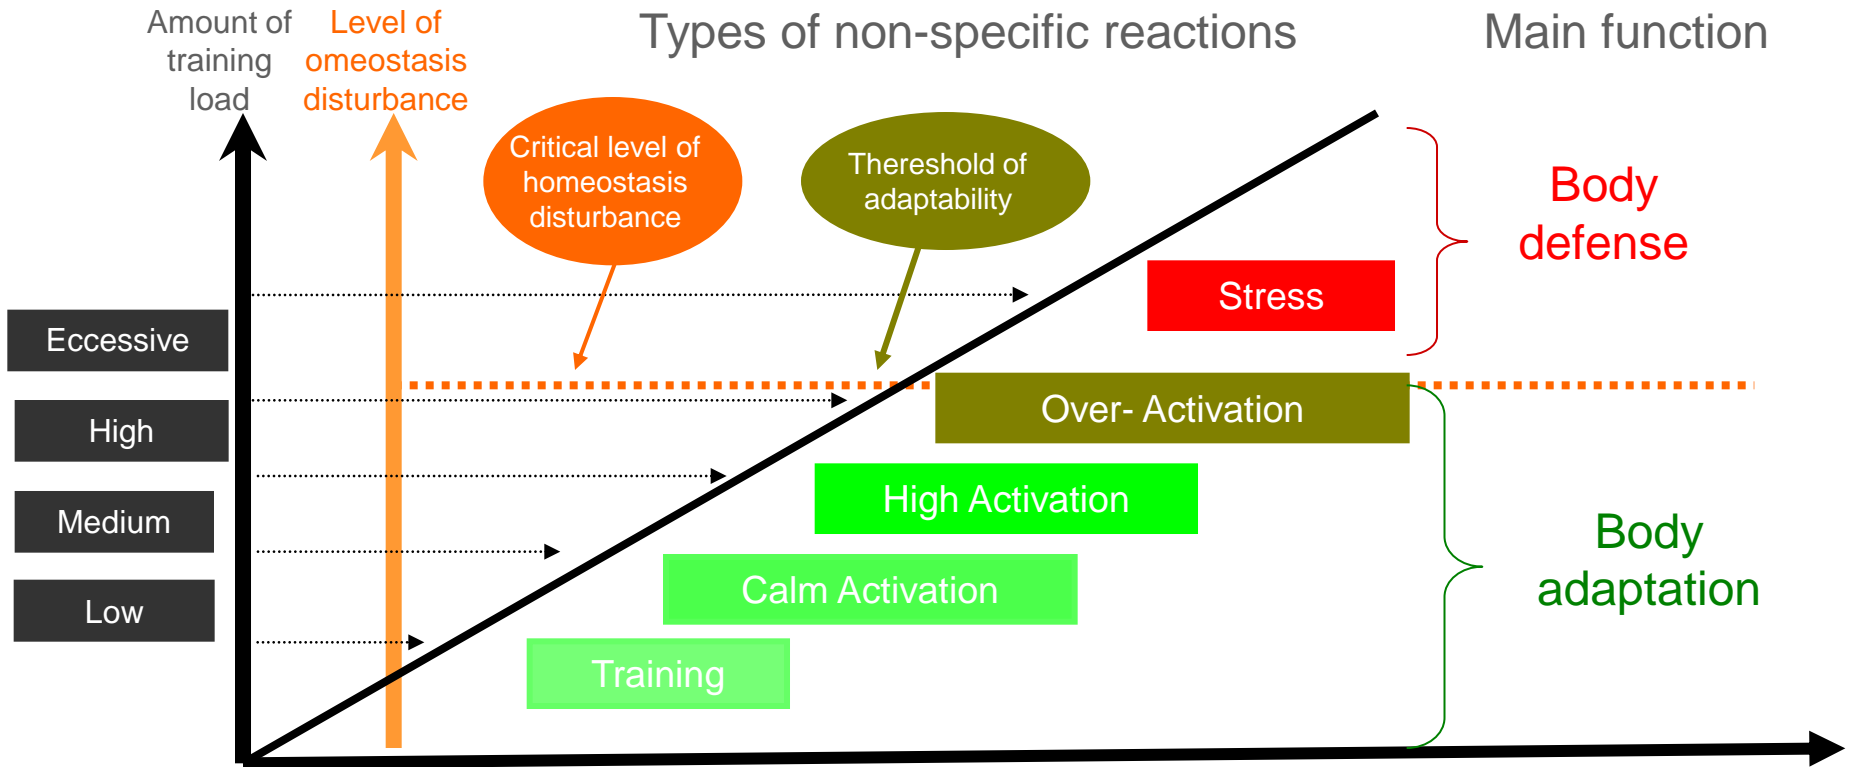 Amount of
training
load
Level of
omeostasis
disturbance
Types of non-specific reactions
Main function
Critical level of
homeostasis
disturbance
Thereshold of
adaptability
Body
defense
Stress
Eccessive
Over- Activation
High
High Activation
Medium
Body
adaptation
Calm Activation
Low
Training